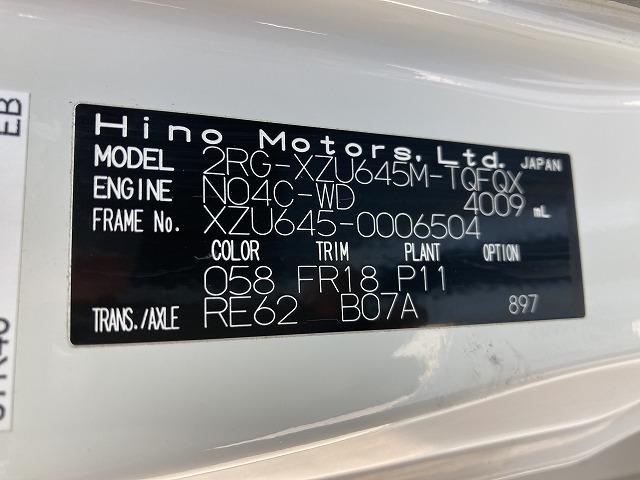 Hino Motors, Ltd. JAPAN
MODEL 2RG-XZU645M-TQFQX
ENGINE N04C-WD 4009 mL
FRAME No. XZU645-0006504
COLOR TRIM PLANT OPTION
058 FR18 P11
TRANS./AXLE RE62 B07A 897
EB